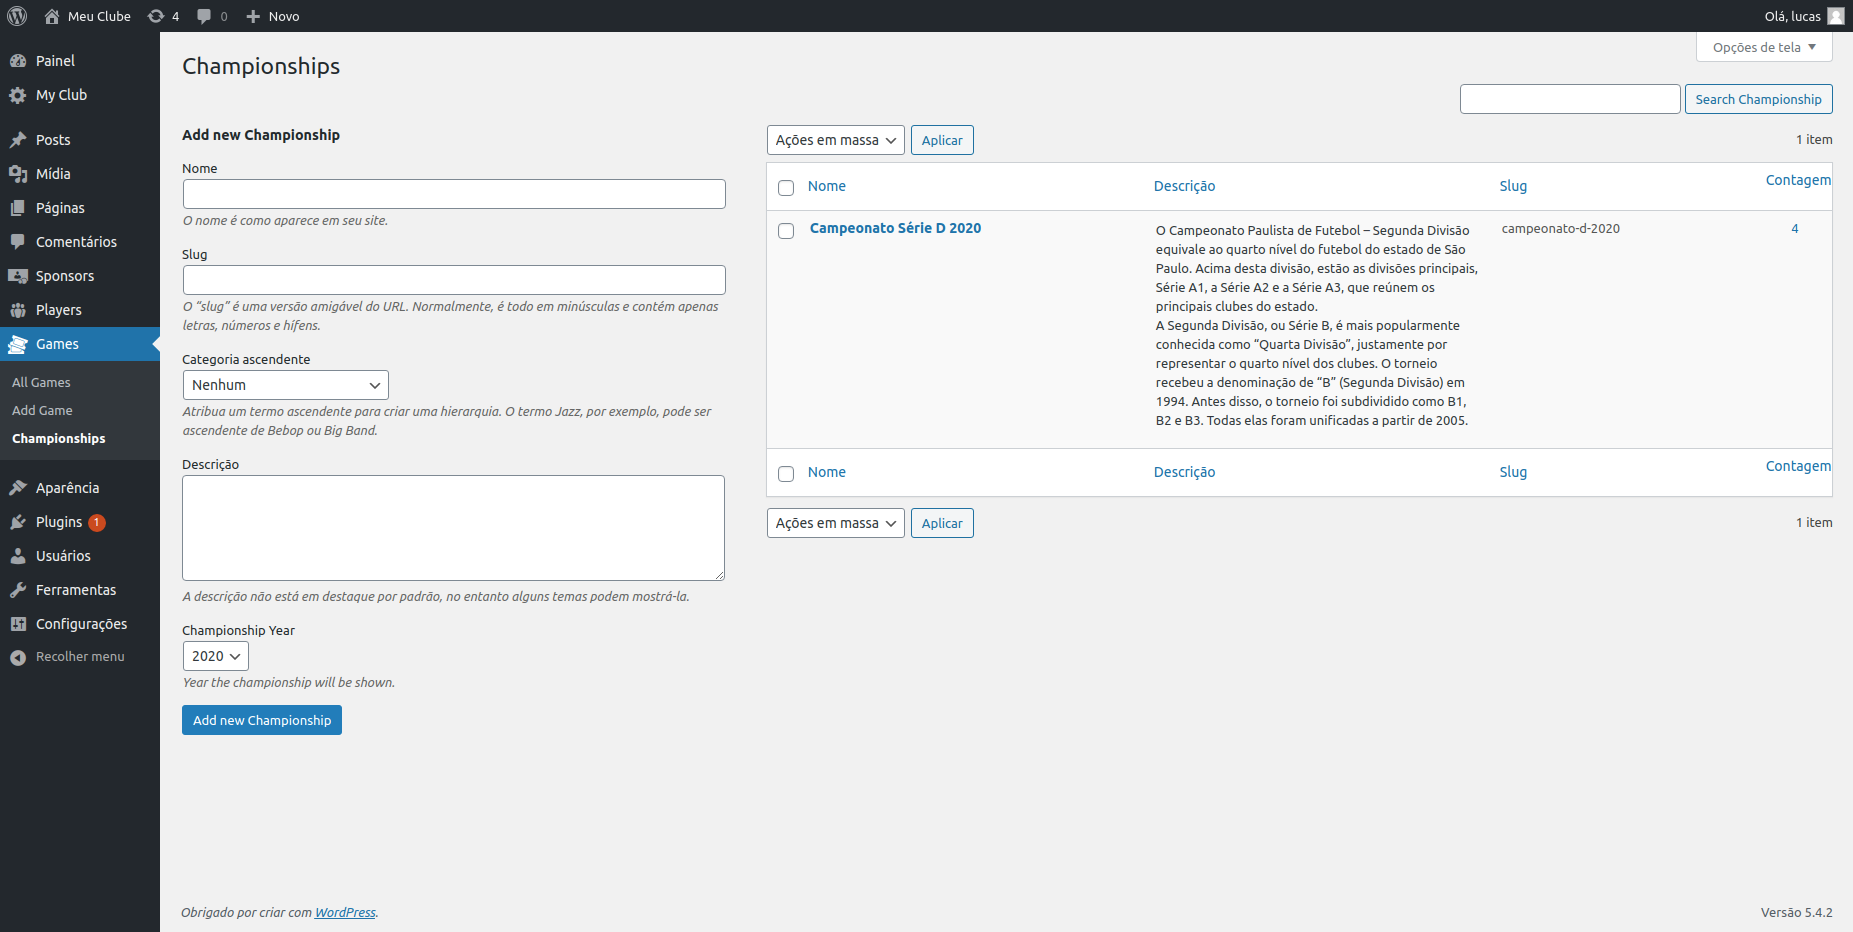 Meu Clube
4
0
Novo
Olá, lucas
Painel
My Club
Posts
Mídia
Páginas
Comentários
Sponsors
Players
Games
All Games
Add Game
Championships
Aparência
Plugins 1
Usuários
Ferramentas
Configurações
Recolher menu
Opções de tela
Championships
Search Championship
Add new Championship
Nome
O nome é como aparece em seu site.
Slug
O “slug” é uma versão amigável do URL. Normalmente, é todo em minúsculas e contém apenas
letras, números e hífens.
Categoria ascendente
Nenhum
Atribua um termo ascendente para criar uma hierarquia. O termo Jazz, por exemplo, pode ser
ascendente de Bebop ou Big Band.
Descrição
A descrição não está em destaque por padrão, no entanto alguns temas podem mostrá-la.
Championship Year
2020
Year the championship will be shown.
Add new Championship
Ações em massa
Aplicar
1 item
Nome
Descrição
Slug
Contagem
Campeonato Série D 2020
O Campeonato Paulista de Futebol – Segunda Divisão
equivale ao quarto nível do futebol do estado de São
Paulo. Acima desta divisão, estão as divisões principais,
Série A1, a Série A2 e a Série A3, que reúnem os
principais clubes do estado.
A Segunda Divisão, ou Série B, é mais popularmente
conhecida como “Quarta Divisão”, justamente por
representar o quarto nível dos clubes. O torneio
recebeu a denominação de “B” (Segunda Divisão) em
1994. Antes disso, o torneio foi subdividido como B1,
B2 e B3. Todas elas foram unificadas a partir de 2005.
campeonato-d-2020
4
Nome
Descrição
Slug
Contagem
Ações em massa
Aplicar
1 item
Obrigado por criar com WordPress.
Versão 5.4.2